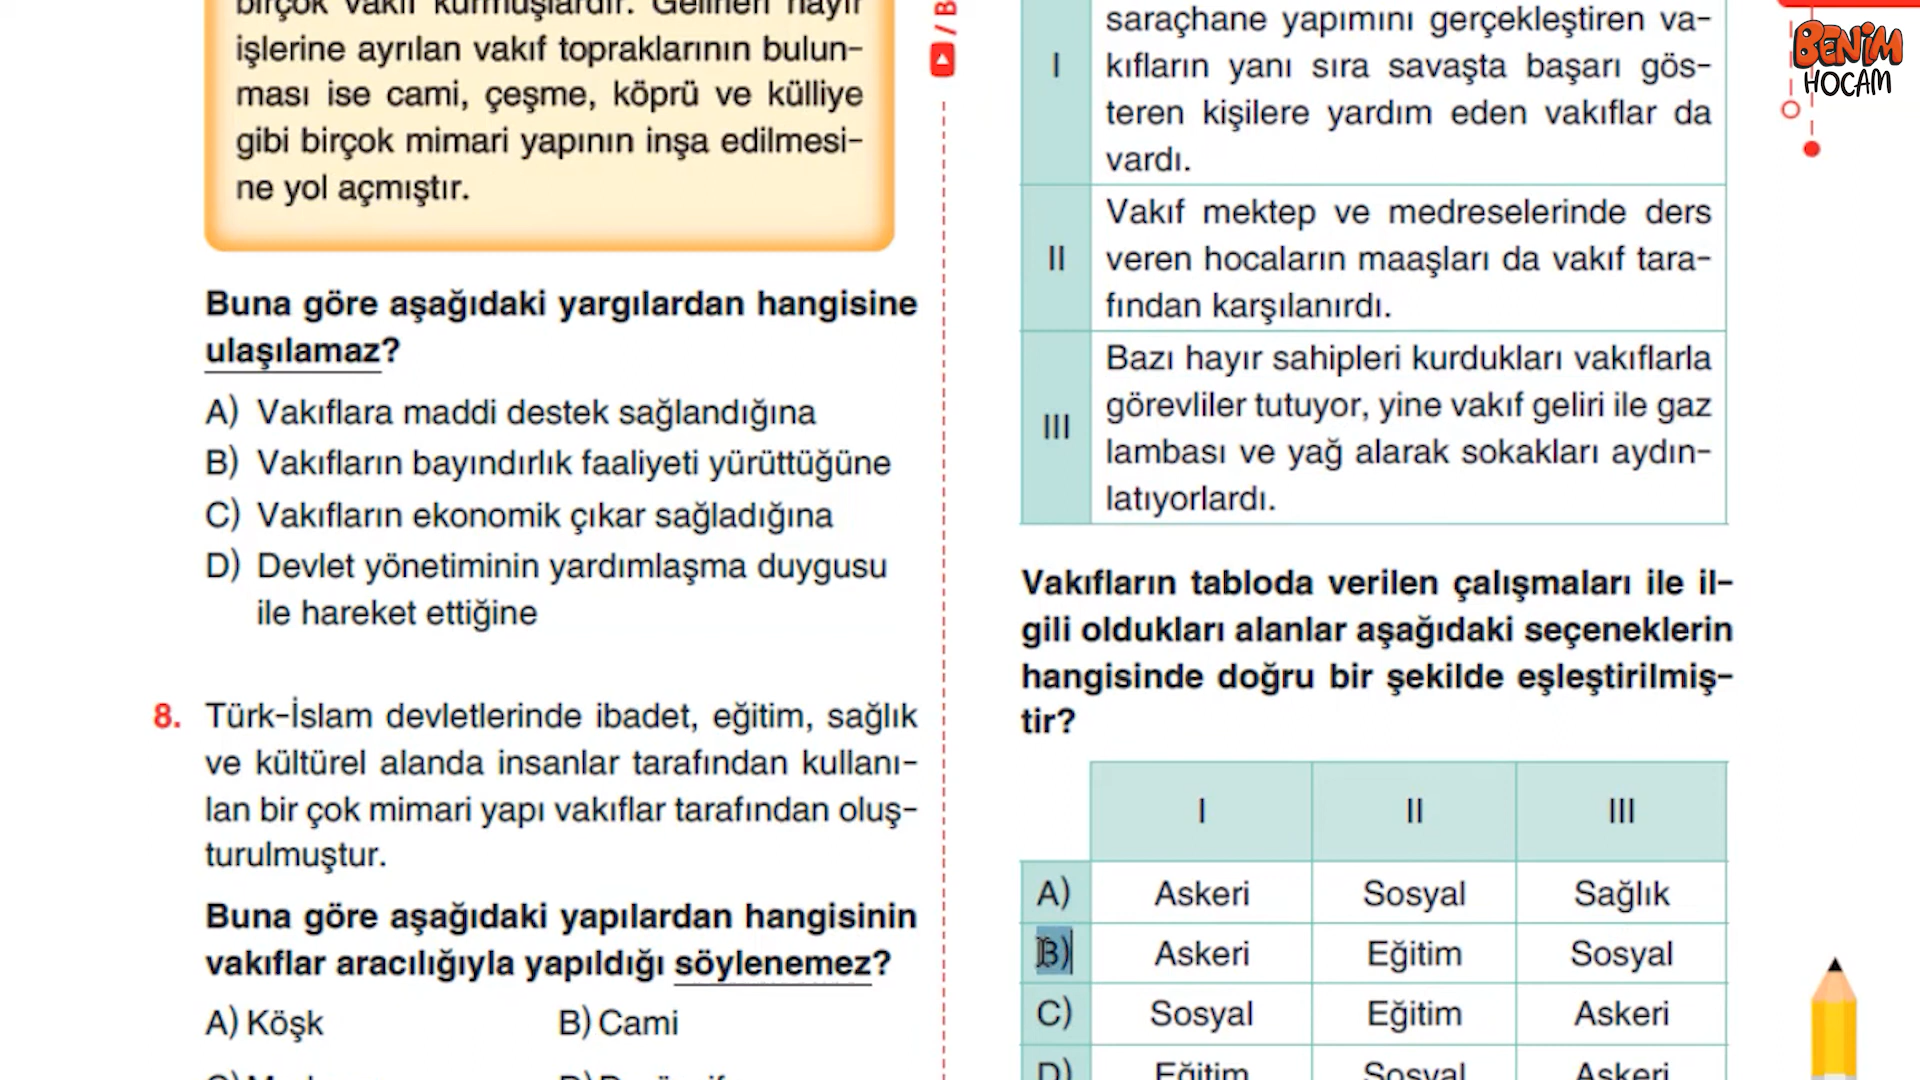 birçok vakıf kurmuşlardır. Gelirleri hayır
işlerine ayrılan vakıf topraklarının bulun-
ması ise cami, çeşme, köprü ve külliye
gibi birçok mimari yapının inşa edilmesi-
ne yol açmıştır.
Buna göre aşağıdaki yargılardan hangisine
ulaşılamaz?
A) Vakıflara maddi destek sağlandığına
B) Vakıfların bayındırlık faaliyeti yürüttüğüne
C) Vakıfların ekonomik çıkar sağladığına
D) Devlet yönetiminin yardımlaşma duygusu
ile hareket ettiğine
8. Türk-İslam devletlerinde ibadet, eğitim, sağlık
ve kültürel alanda insanlar tarafından kullanı-
lan bir çok mimari yapı vakıflar tarafından oluş-
turulmuştur.
Buna göre aşağıdaki yapılardan hangisinin
vakıflar aracılığıyla yapıldığı söylenemez?
A) Köşk B) Cami
/ B
saraçhane yapımını gerçekleştiren va-
I kıfların yanı sıra savaşta başarı gös-
teren kişilere yardım eden vakıflar da
vardı.
Vakıf mektep ve medreselerinde ders
II veren hocaların maaşları da vakıf tara-
fından karşılanırdı.
Bazı hayır sahipleri kurdukları vakıflarla
görevliler tutuyor, yine vakıf geliri ile gaz
III lambası ve yağ alarak sokakları aydın-
latıyorlardı.
Vakıfların tabloda verilen çalışmaları ile il-
gili oldukları alanlar aşağıdaki seçeneklerin
hangisinde doğru bir şekilde eşleştirilmiş-
tir?
I II III
A) Askeri Sosyal Sağlık
B) Askeri Eğitim Sosyal
C) Sosyal Eğitim Askeri
D) Eğitim Sosyal Askeri
BENİM
HOCAM